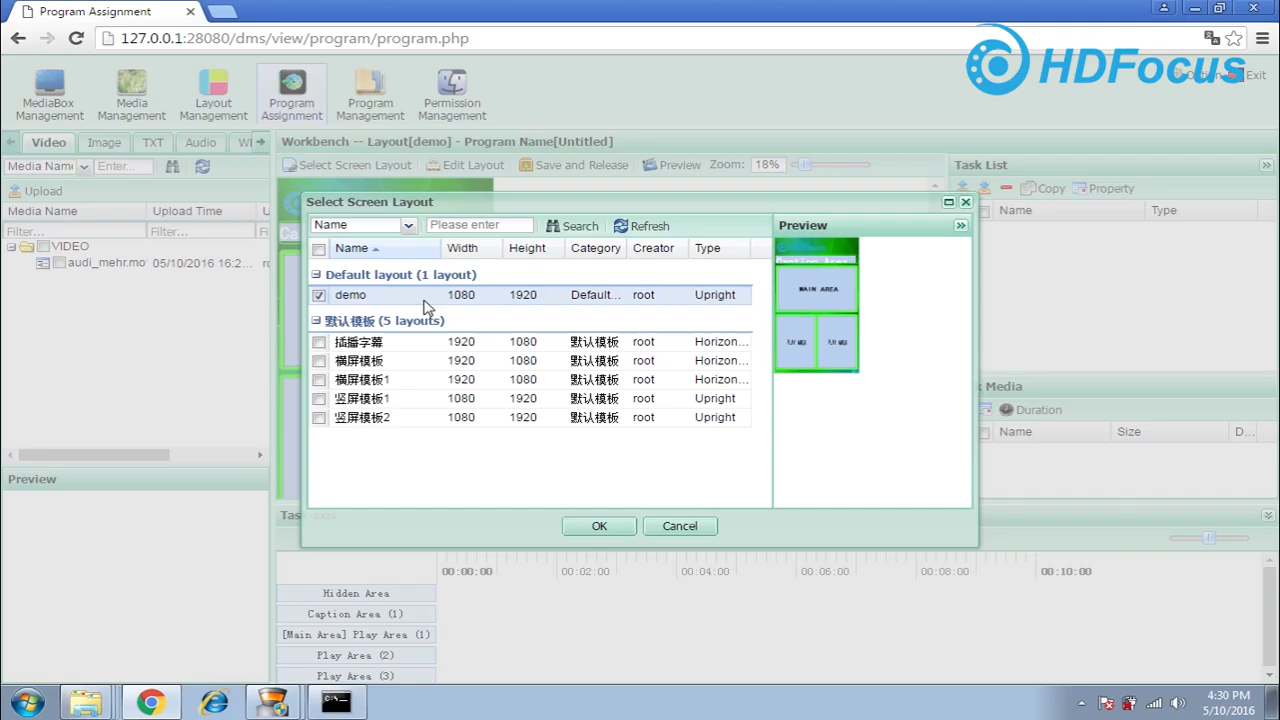 Program Assignment
127.0.0.1:28080/dms/view/program/program.php
HDFocus
MediaBox Management
Media Management
Layout Management
Program Assignment
Program Management
Permission Management
Exit
Video
Image
TXT
Audio
Workbench -- Layout[demo] - Program Name[Untitled]
Task List
Media Name
Enter...
Select Screen Layout
Edit Layout
Save and Release
Preview
Zoom:
18%
Upload
Copy
Property
Media Name
Upload Time
Name
Type
Filter...
Filter...
VIDEO
audi_mehr.mo
05/10/2016 16:2...
Select Screen Layout
Name
Please enter
Search
Refresh
Preview
Name
Width
Height
Category
Creator
Type
Default layout (1 layout)
demo
1080
1920
Default...
root
Upright
默认模板 (5 layouts)
插播字幕
1920
1080
默认模板
root
Horizon...
横屏模板
1920
1080
默认模板
root
Horizon...
横屏模板1
1920
1080
默认模板
root
Horizon...
竖屏模板1
1080
1920
默认模板
root
Upright
竖屏模板2
1080
1920
默认模板
root
Upright
MAIN AREA
OK
Cancel
Media
Duration
Name
Size
D...
Preview
00:00:00
00:02:00
00:04:00
00:06:00
00:08:00
00:10:00
Hidden Area
Caption Area (1)
[Main Area] Play Area (1)
Play Area (2)
Play Area (3)
4:30 PM
5/10/2016